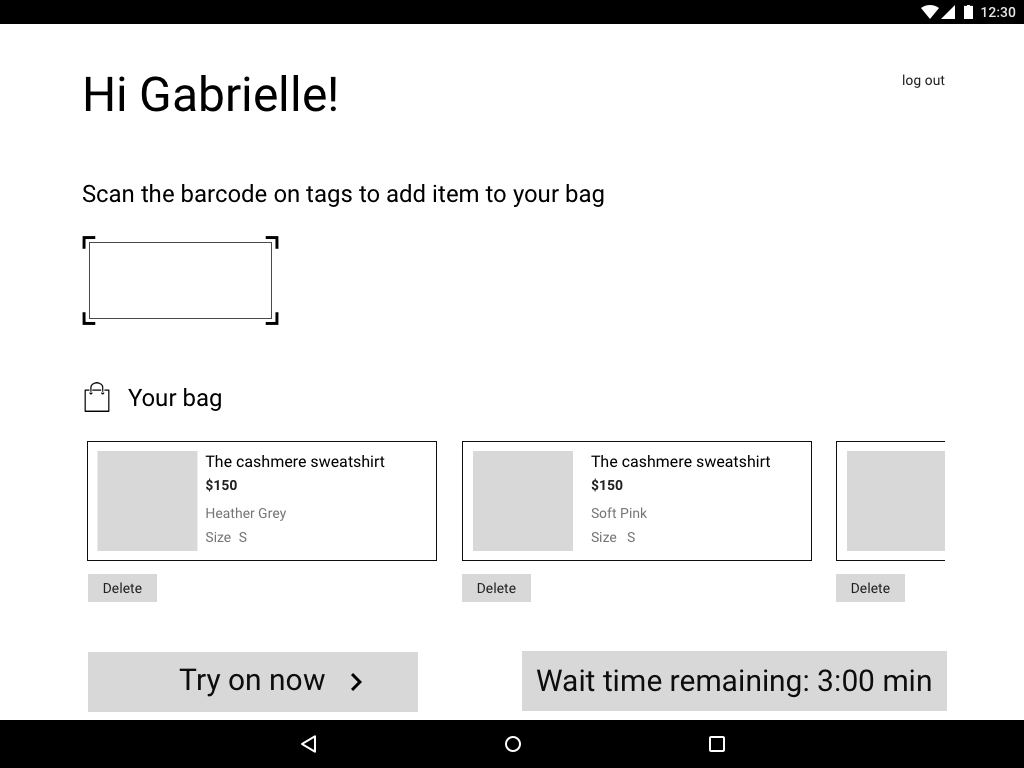 12:30
Hi Gabrielle!
log out
Scan the barcode on tags to add item to your bag
Your bag
The cashmere sweatshirt
$150
Heather Grey
Size S
Delete
The cashmere sweatshirt
$150
Soft Pink
Size S
Delete
Delete
Try on now
Wait time remaining: 3:00 min